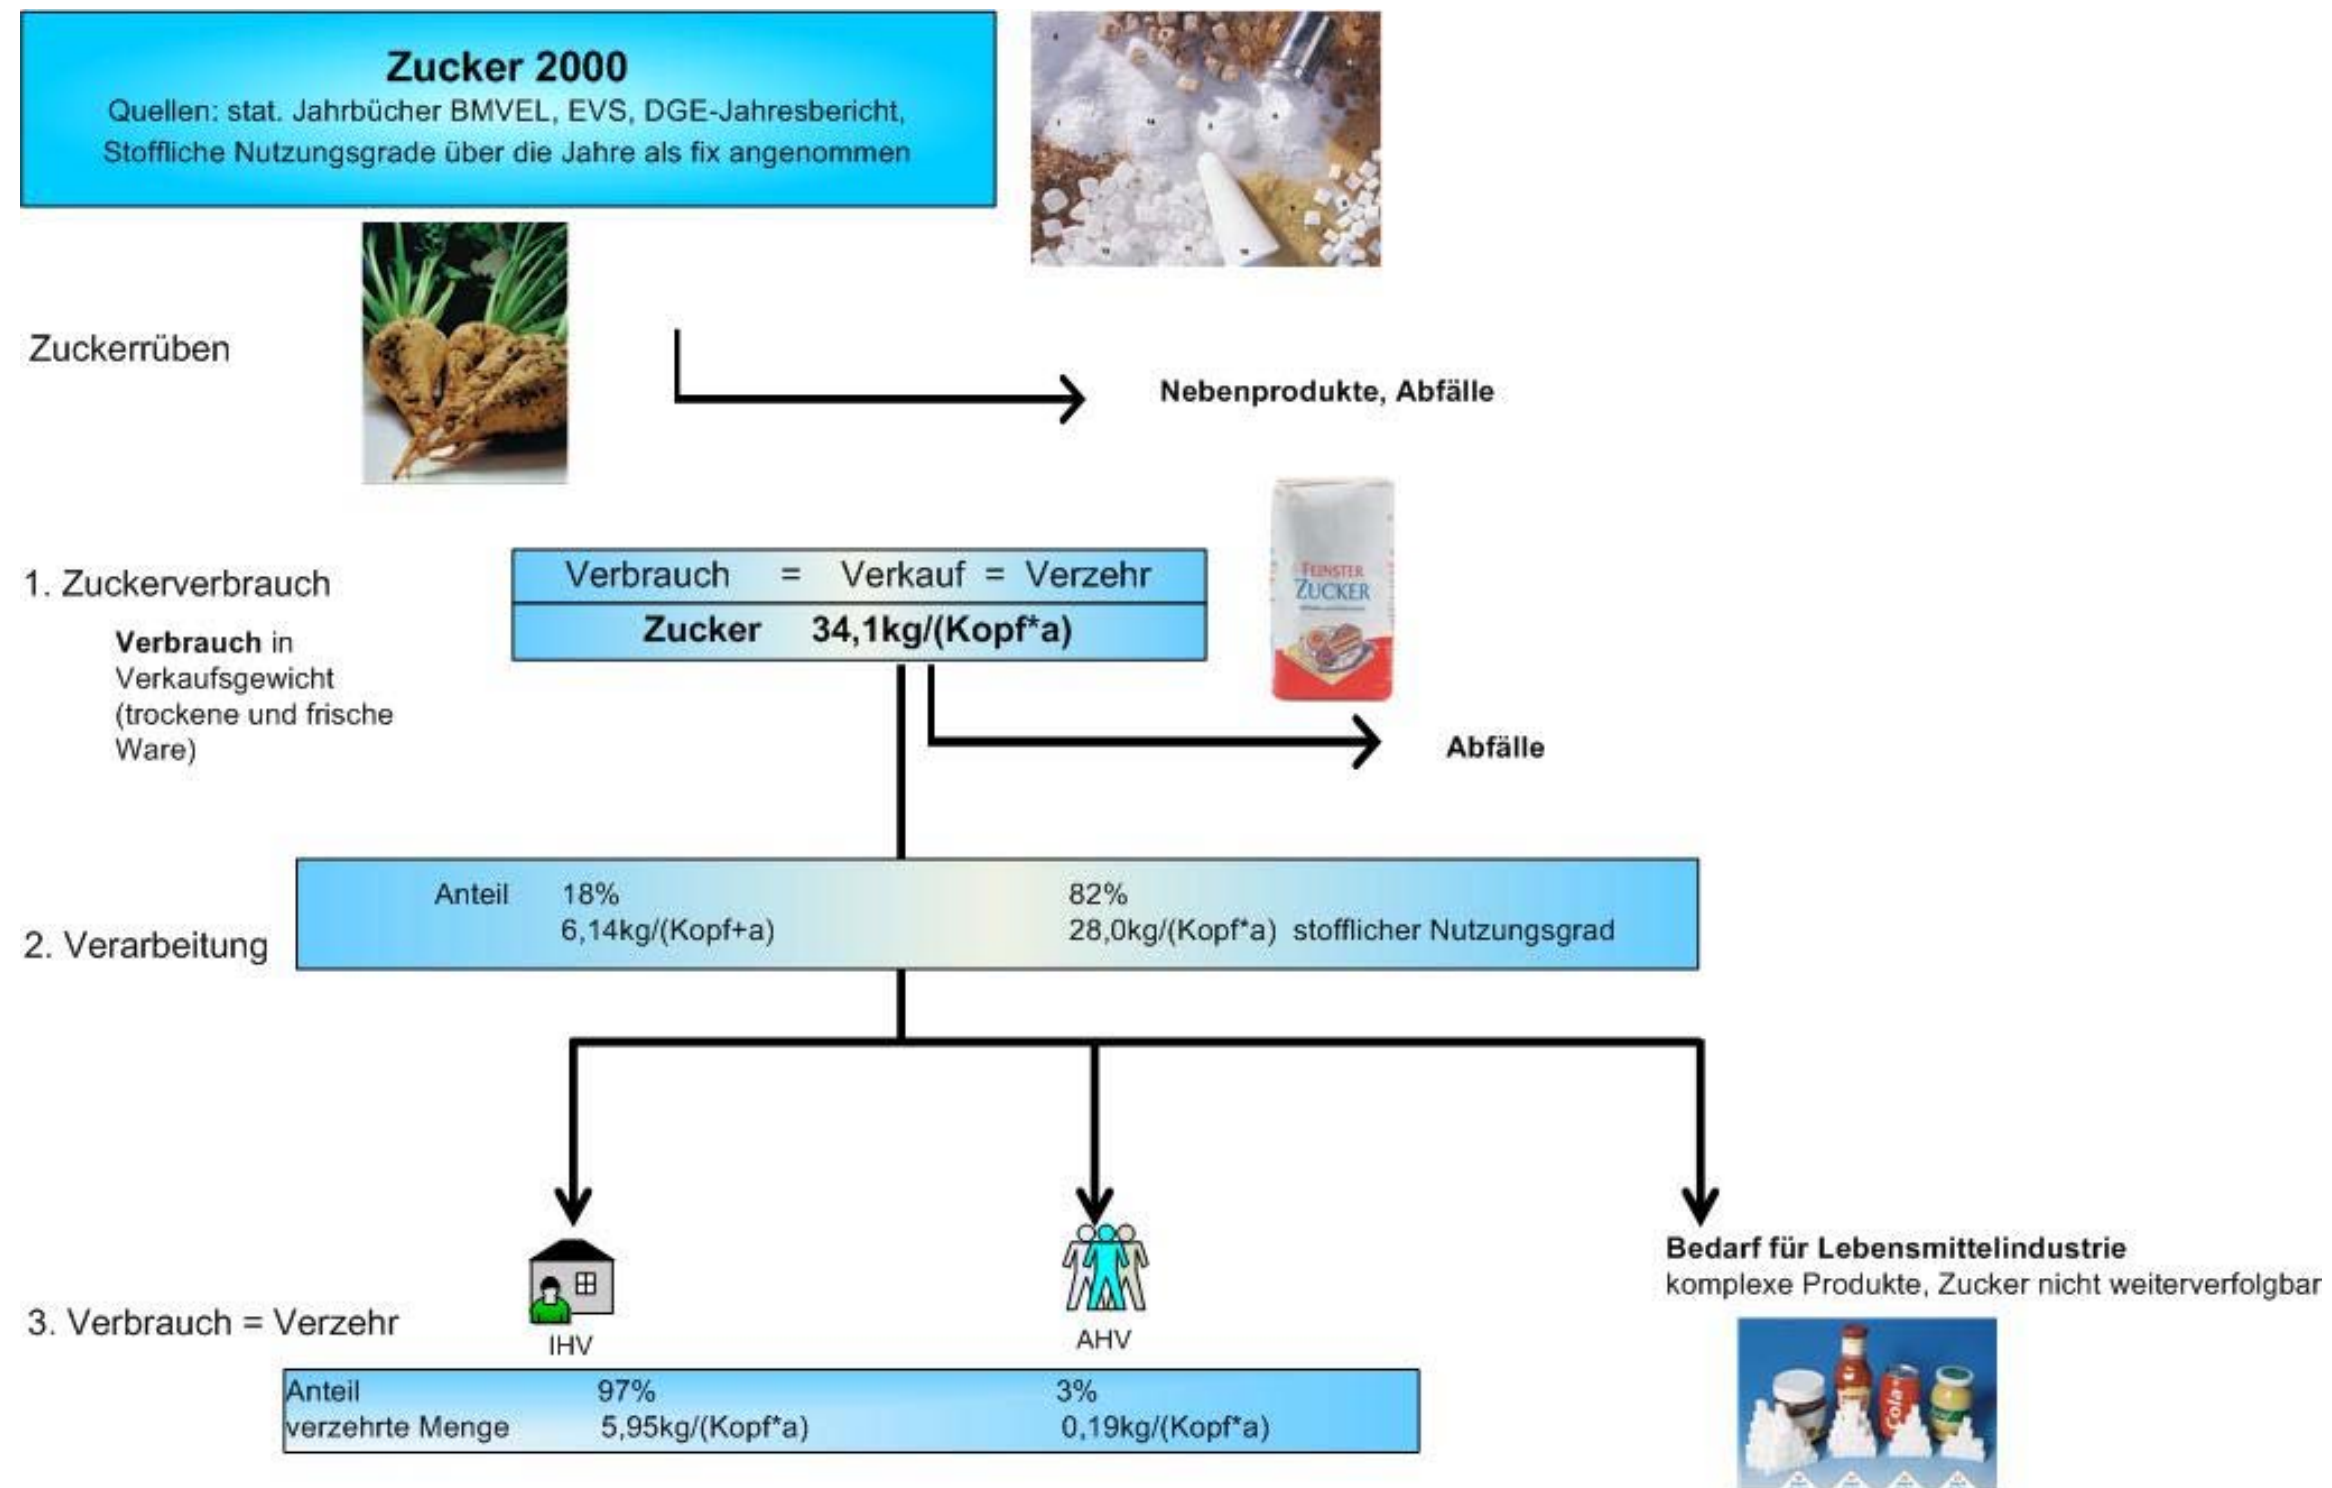 Zucker 2000
Quellen: stat. Jahrbücher BMVEL, EVS, DGE-Jahresbericht,
Stoffliche Nutzungsgrade über die Jahre als fix angenommen
Zuckerrüben
Nebenprodukte, Abfälle
1. Zuckerverbrauch
Verbrauch = Verkauf = Verzehr
Zucker 34,1kg/(Kopf*a)
FEINSTER
ZUCKER
Verbrauch in
Verkaufsgewicht
(trockene und frische
Ware)
Abfälle
2. Verarbeitung
Anteil 18% 82%
6,14kg/(Kopf+a) 28,0kg/(Kopf*a) stofflicher Nutzungsgrad
Bedarf für Lebensmittelindustrie
komplexe Produkte, Zucker nicht weiterverfolgbar
3. Verbrauch = Verzehr
IHV AHV
Anteil 97% 3%
verzehrte Menge 5,95kg/(Kopf*a) 0,19kg/(Kopf*a)
Cola